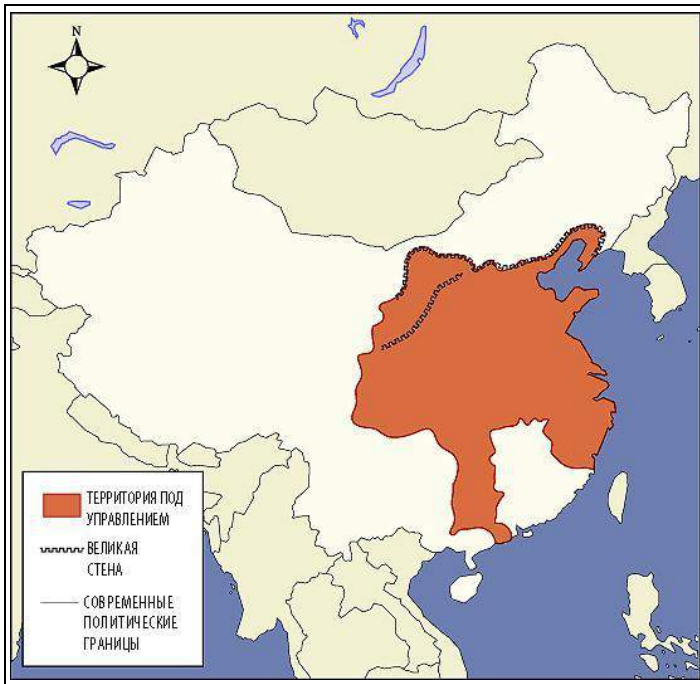 N
ТЕРРИТОРИЯ ПОД
УПРАВЛЕНИЕМ
ВЕЛИКАЯ
СТЕНА
СОВРЕМЕННЫЕ
ПОЛИТИЧЕСКИЕ
ГРАНИЦЫ